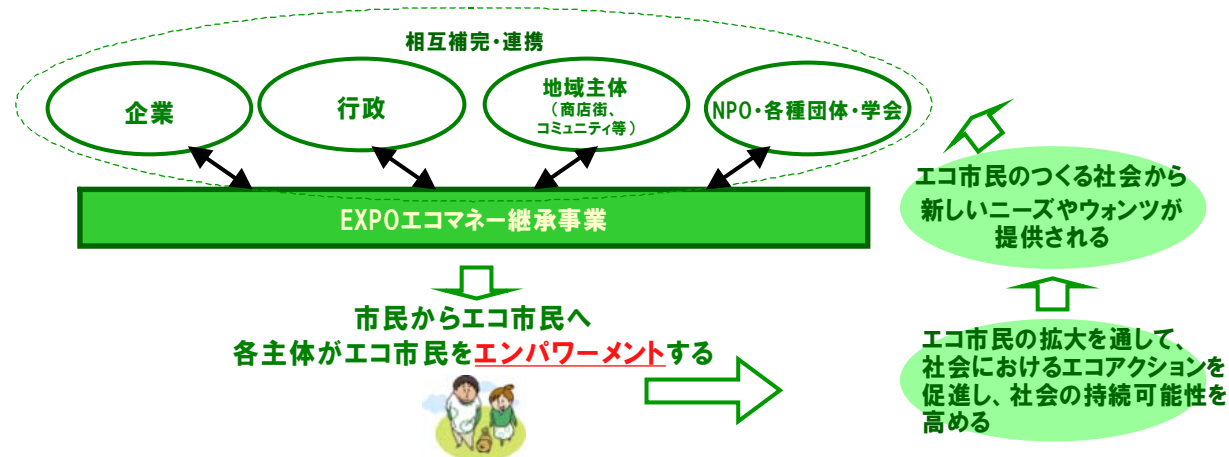 相互補完・連携
企業
行政
地域主体
（商店街、
コミュニティ等）
NPO・各種団体・学会
EXPOエコマネー継承事業
市民からエコ市民へ
各主体がエコ市民をエンパワーメントする
エコ市民のつくる社会から
新しいニーズやウォンツが
提供される
エコ市民の拡大を通して、
社会におけるエコアクションを
促進し、社会の持続可能性を
高める